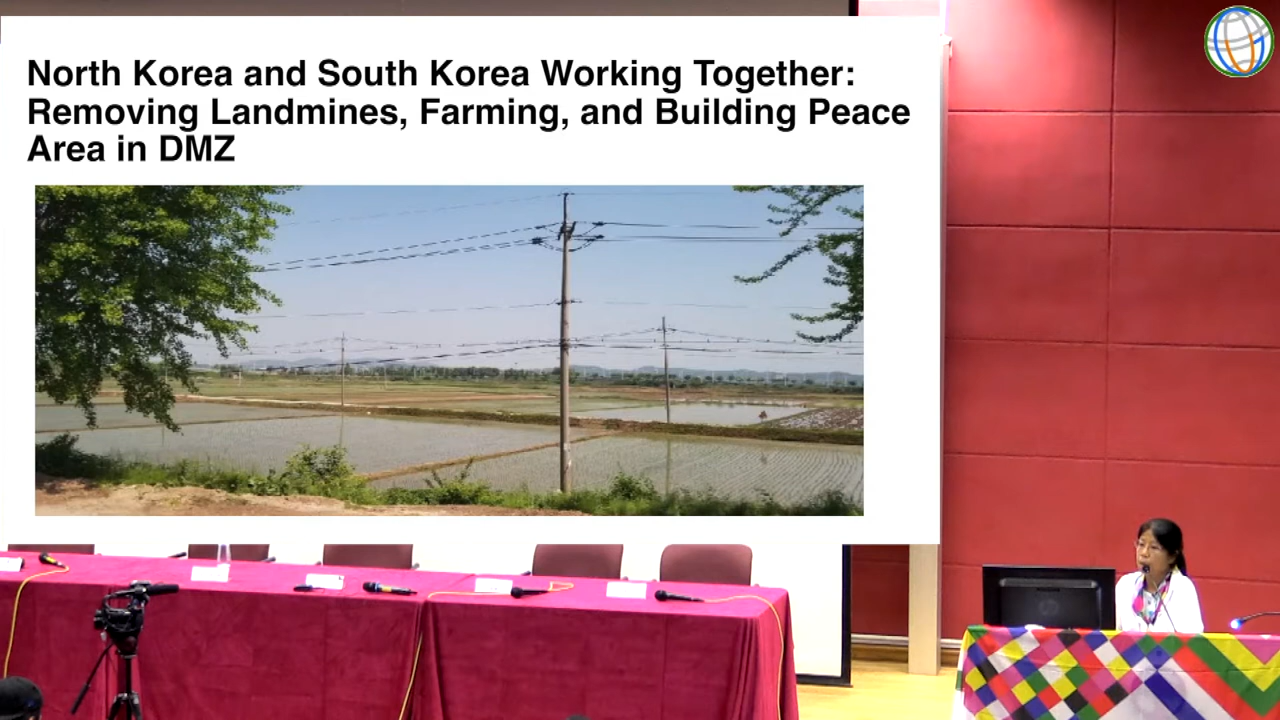 North Korea and South Korea Working Together:
Removing Landmines, Farming, and Building Peace
Area in DMZ